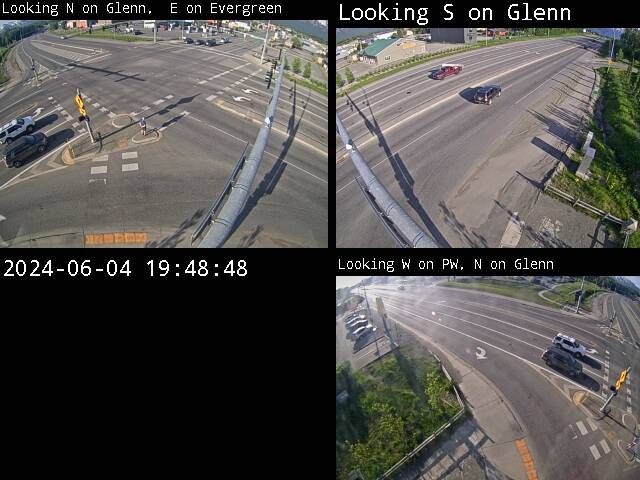 Looking N on Glenn,  E on Evergreen
Looking S on Glenn
2024-06-04 19:48:48
Looking W on PW, N on Glenn